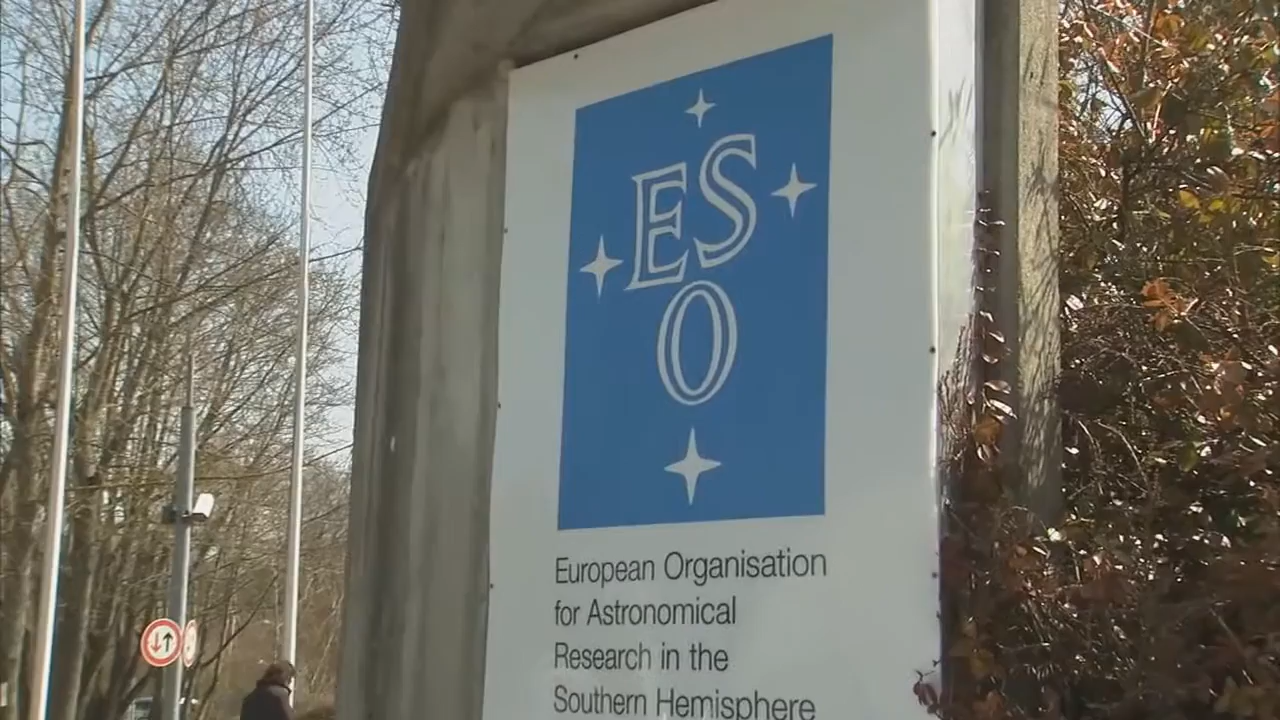 ES
O
European Organisation
for Astronomical
Research in the
Southern Hemisphere